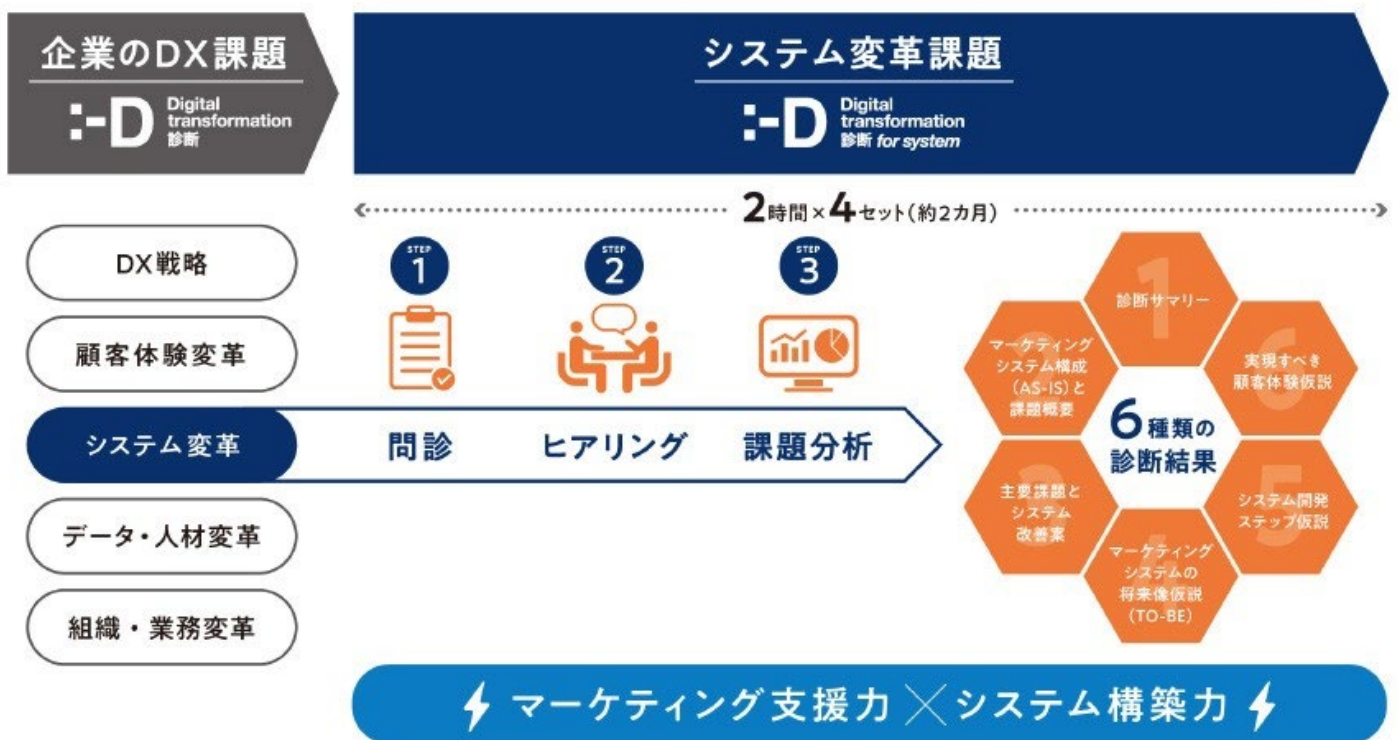 企業のDX課題
:-D Digital
transformation
診断
システム変革課題
:-D Digital
transformation
診断 for system
2時間×4セット(約2カ月)
DX戦略
顧客体験変革
システム変革
データ・人材変革
組織・業務変革
STEP
1
問診
STEP
2
ヒアリング
STEP
3
課題分析
6種類の
診断結果
1
診断サマリー
2
マーケティング
システム構成
(AS-IS)と
課題概要
3
主要課題と
システム
改善案
4
マーケティング
システムの
将来像仮説
(TO-BE)
5
システム開発
ステップ仮説
6
実現すべき
顧客体験仮説
マーケティング支援力×システム構築力